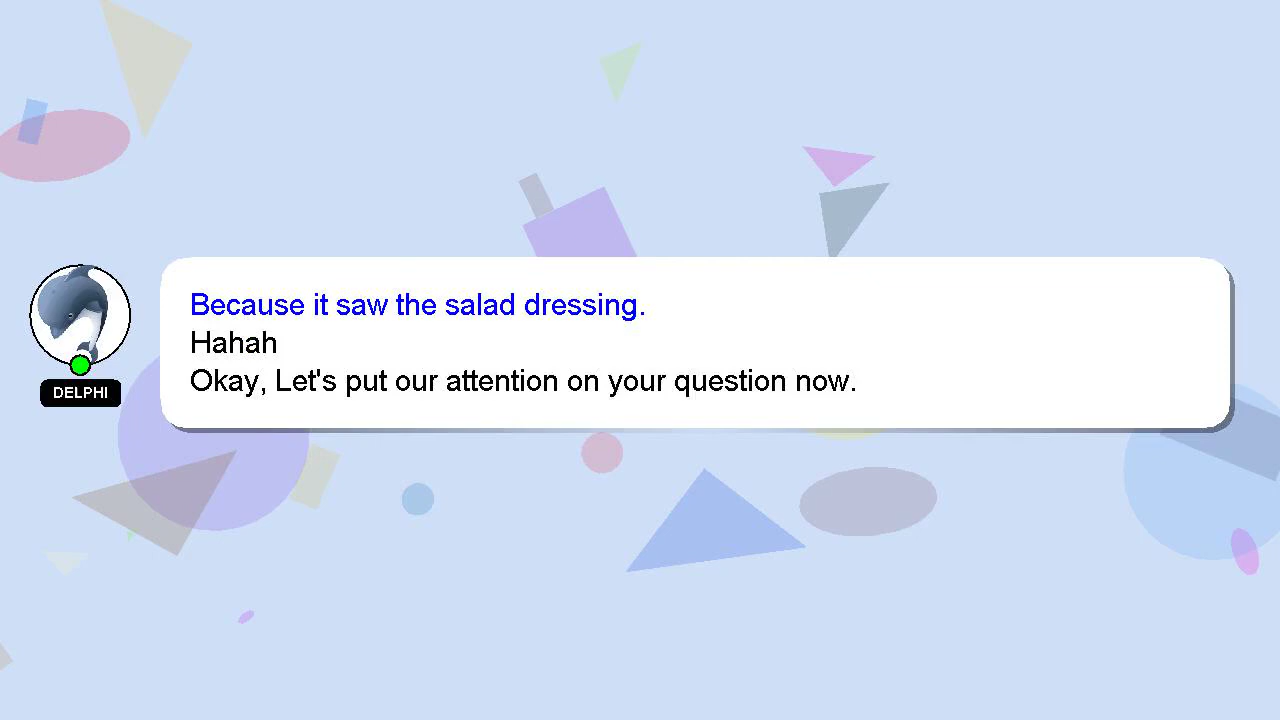 Because it saw the salad dressing.
Hahah
Okay, Let's put our attention on your question now.
DELPHI